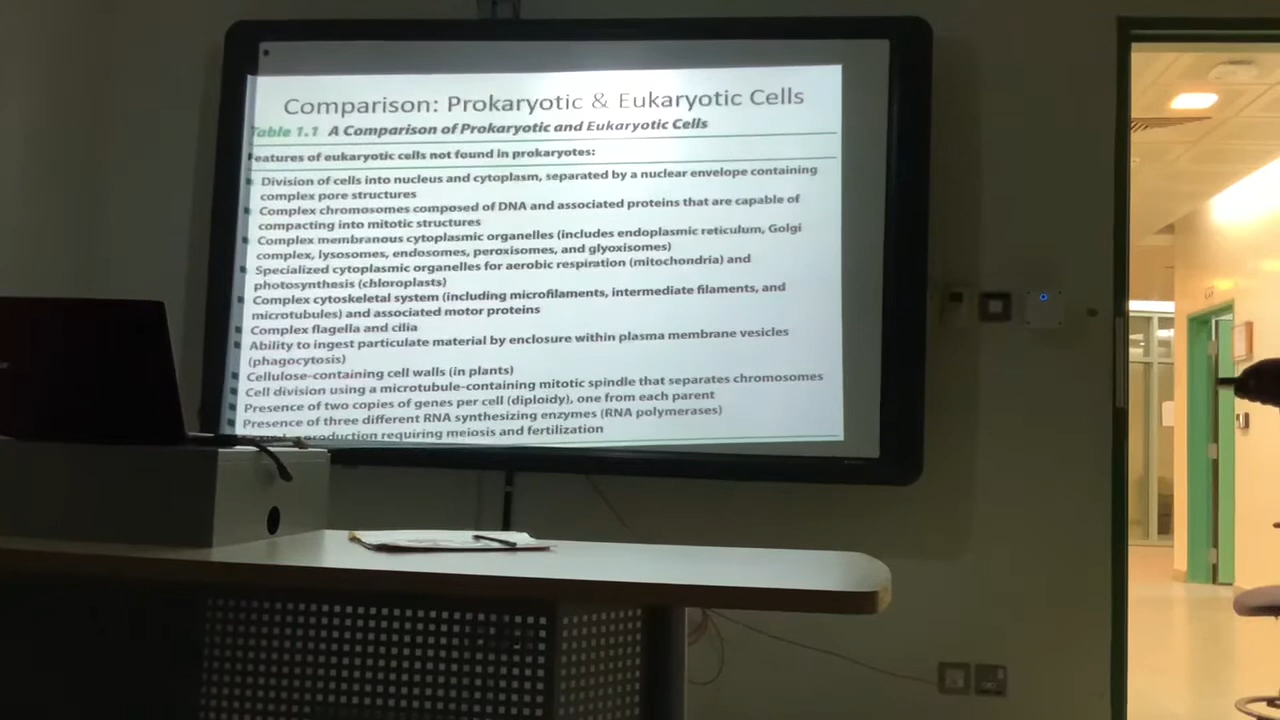 Comparison: Prokaryotic & Eukaryotic Cells
Table 1.1 A Comparison of Prokaryotic and Eukaryotic Cells
Features of eukaryotic cells not found in prokaryotes:
Division of cells into nucleus and cytoplasm, separated by a nuclear envelope containing
complex pore structures
Complex chromosomes composed of DNA and associated proteins that are capable of
compacting into mitotic structures
Complex membranous cytoplasmic organelles (includes endoplasmic reticulum, Golgi
complex, lysosomes, endosomes, peroxisomes, and glyoxisomes)
Specialized cytoplasmic organelles for aerobic respiration (mitochondria) and
photosynthesis (chloroplasts)
Complex cytoskeletal system (including microfilaments, intermediate filaments, and
microtubules) and associated motor proteins
Complex flagella and cilia
Ability to ingest particulate material by enclosure within plasma membrane vesicles
(phagocytosis)
Cellulose-containing cell walls (in plants)
Cell division using a microtubule-containing mitotic spindle that separates chromosomes
Presence of two copies of genes per cell (diploidy), one from each parent
Presence of three different RNA synthesizing enzymes (RNA polymerases)
requiring meiosis and fertilization